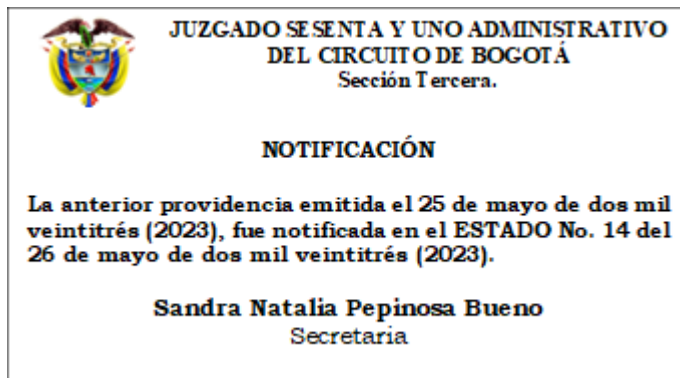 JUZGADO SESENTA Y UNO ADMINISTRATIVO
DEL CIRCUITO DE BOGOTÁ
Sección Tercera.
NOTIFICACIÓN
La anterior providencia emitida el 25 de mayo de dos mil
veintitrés (2023), fue notificada en el ESTADO No. 14 del
26 de mayo de dos mil veintitrés (2023).
Sandra Natalia Pepinosa Bueno
Secretaria